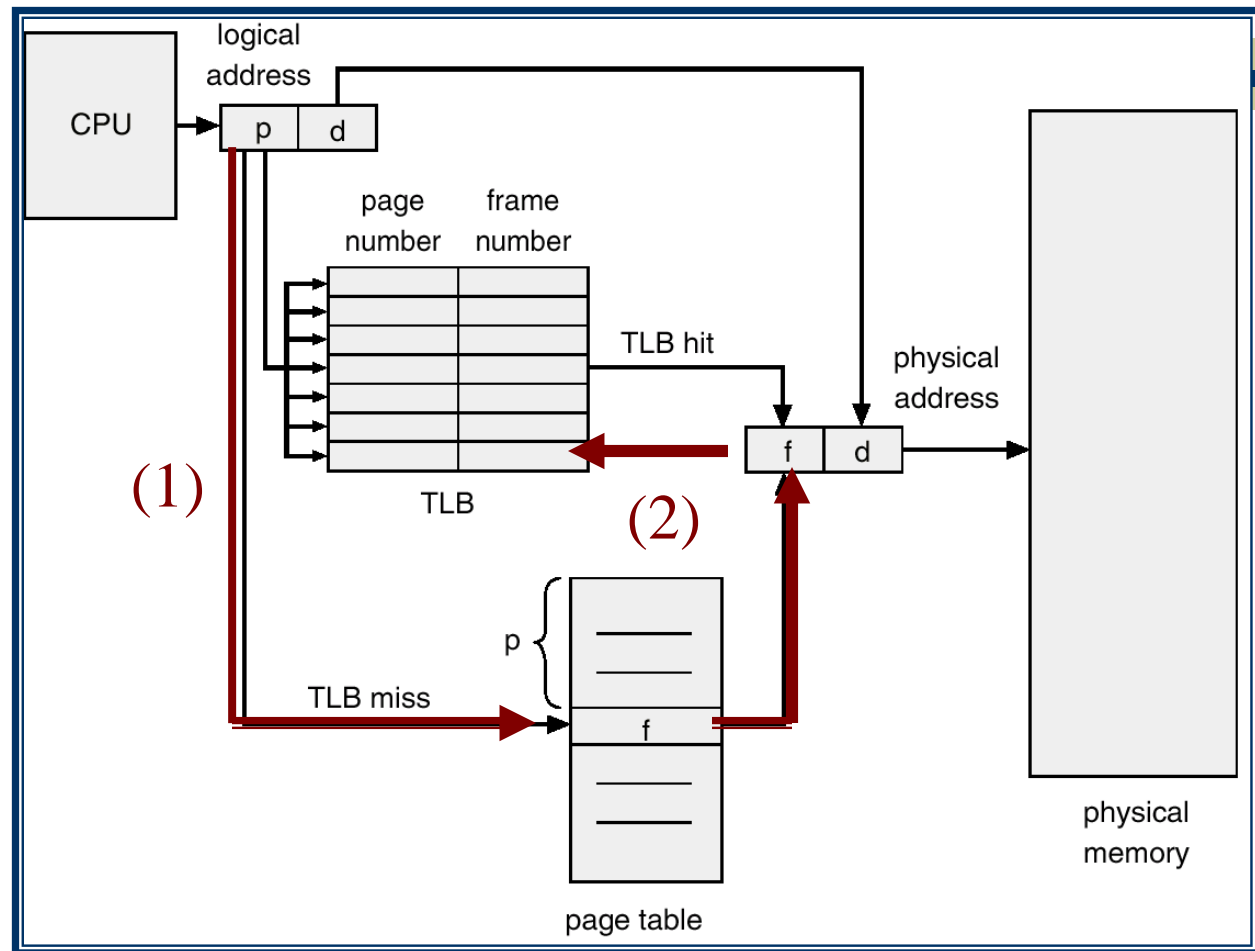 logical
address
CPU
p
d
page
number
frame
number
TLB hit
physical
address
f
d
(1)
TLB
(2)
p
TLB miss
f
physical
memory
page table